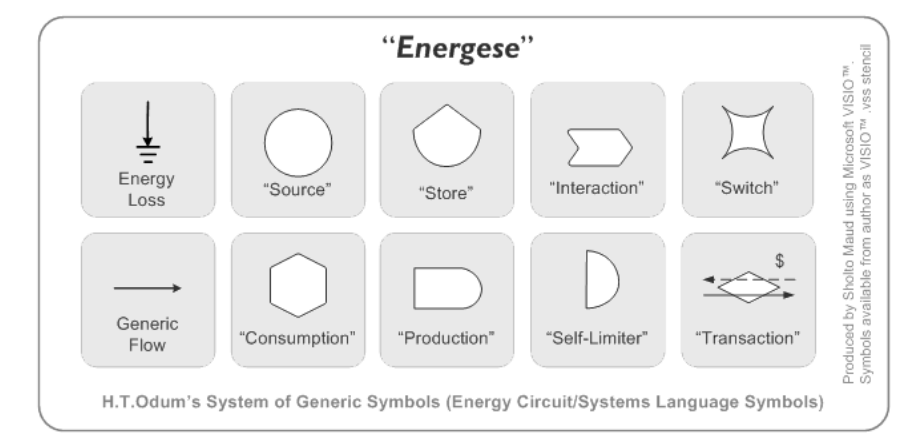 “Energese”
Energy
Loss
“Source”
“Store”
“Interaction”
“Switch”
Generic
Flow
“Consumption”
“Production”
“Self-Limiter”
$
“Transaction”
H.T.Odum’s System of Generic Symbols (Energy Circuit/Systems Language Symbols)
Produced by Sholto Maud using Microsoft VISIO™.
Symbols available from author as VISIO™ .vss stencil